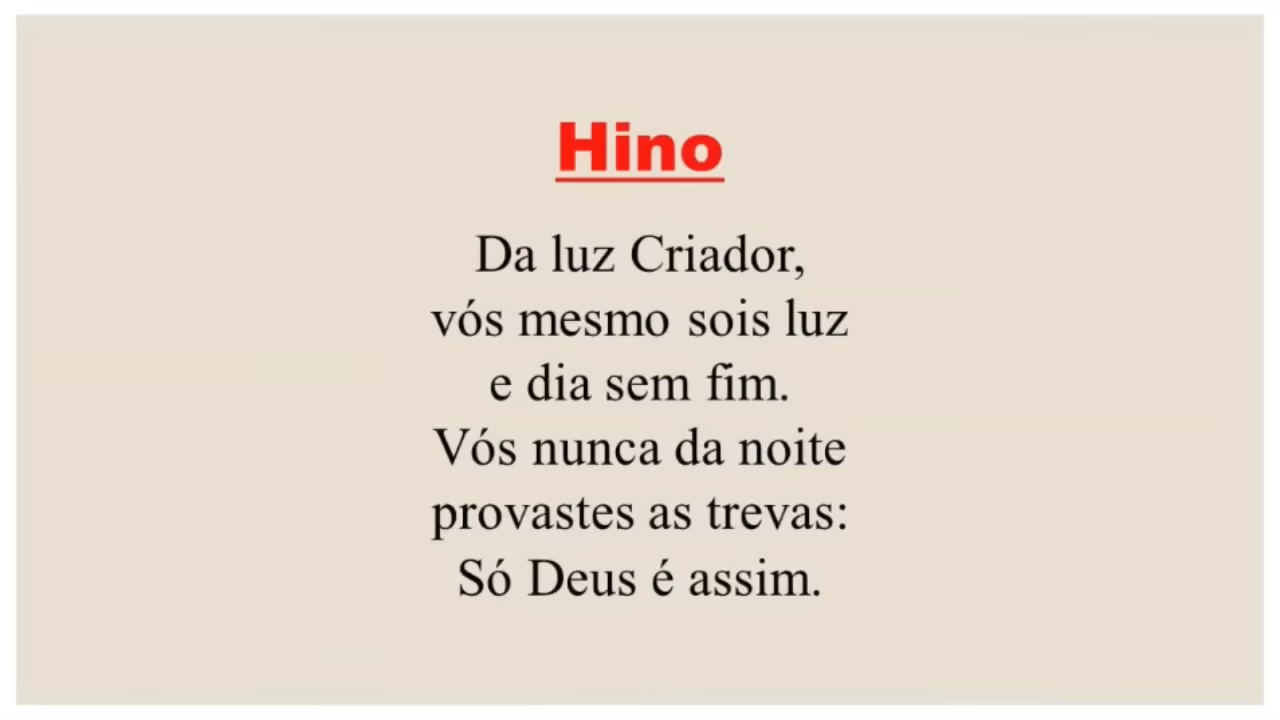 Hino
Da luz Criador,
vós mesmo sois luz
e dia sem fim.
Vós nunca da noite
provastes as trevas:
Só Deus é assim.